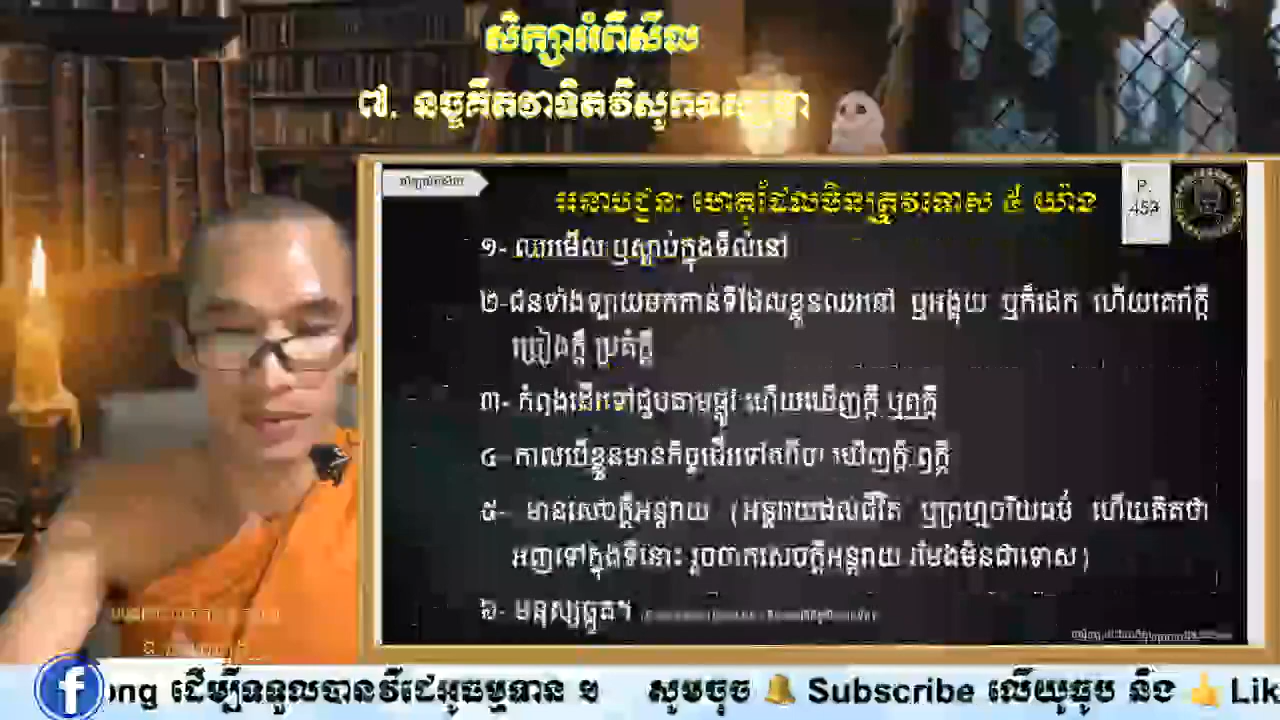 សិក្សាអំពីសីល
៧. នច្ចគីតវាទិតវិសូកទស្សនា
P.
453
អនាបត្តិ៖ ហេតុដែលមិនត្រូវទោស ៥ យ៉ាង
១- ឈរមើល ឬស្តាប់ក្នុងទីលំនៅ
២-ជនទាំងឡាយមកកាន់ទីដែលខ្លួនឈរនៅ ឬអង្គុយ ឬក៏ដេក ហើយគេរាំក្តី
ច្រៀងក្តី ប្រគំក្តី
៣- កំពុងដើរទៅជួបតាមផ្លូវ ហើយឃើញក្តី ឬឮក្តី
៤- កាលបើខ្លួនមានកិច្ចដើរទៅរកកិច្ច ឃើញក្តី ឮក្តី
៥- មានសេចក្តីអន្តរាយ (អន្តរាយដល់ជីវិត ឬព្រហ្មចរិយធម៌ ហើយគិតថា
អញទៅក្នុងទីនោះ រួចចាកសេចក្តីអន្តរាយ រមែងមិនជាទោស)
៦- មនុស្សឆ្កួត។
ong ដើម្បីទទួលបានវីដេអូធម្មទាន ៗ សូមចុច 🔔 Subscribe លើយូធូប និង 👍 Lik